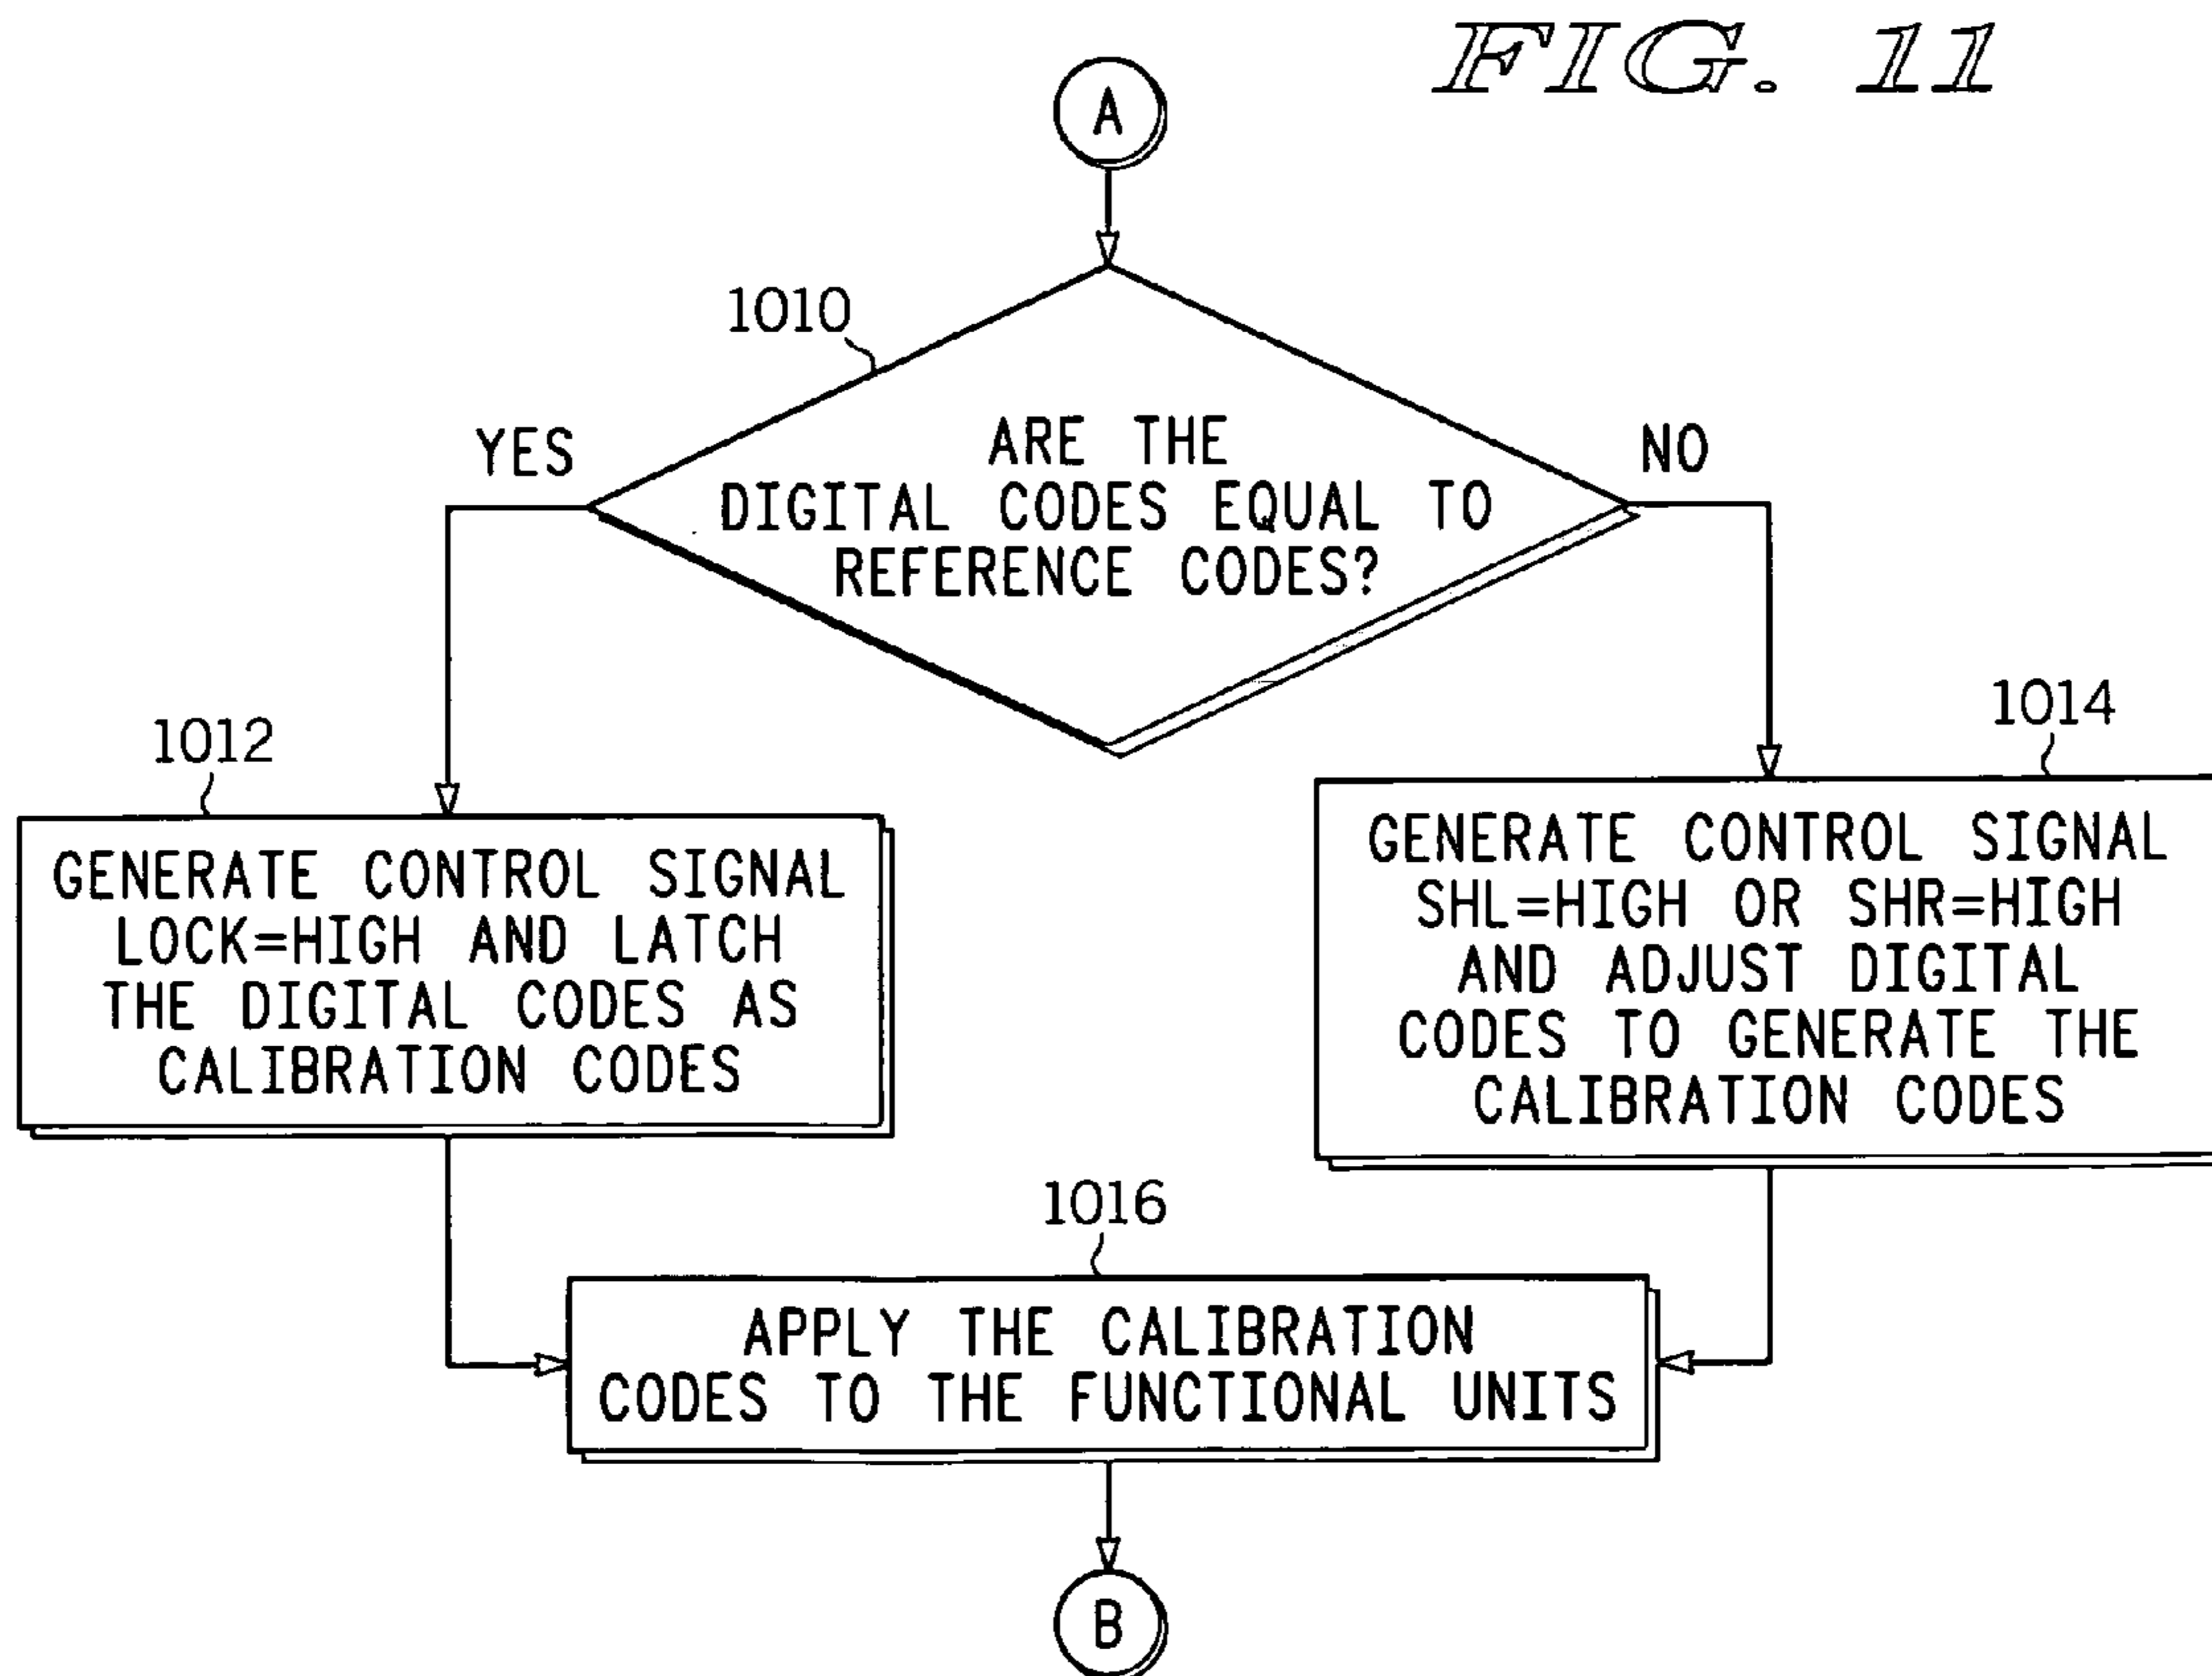 FIG. 11
A
1010
ARE THE
DIGITAL CODES EQUAL TO
REFERENCE CODES?
YES
NO
1012
GENERATE CONTROL SIGNAL
LOCK=HIGH AND LATCH
THE DIGITAL CODES AS
CALIBRATION CODES
1014
GENERATE CONTROL SIGNAL
SHL=HIGH OR SHR=HIGH
AND ADJUST DIGITAL
CODES TO GENERATE THE
CALIBRATION CODES
1016
APPLY THE CALIBRATION
CODES TO THE FUNCTIONAL UNITS
B